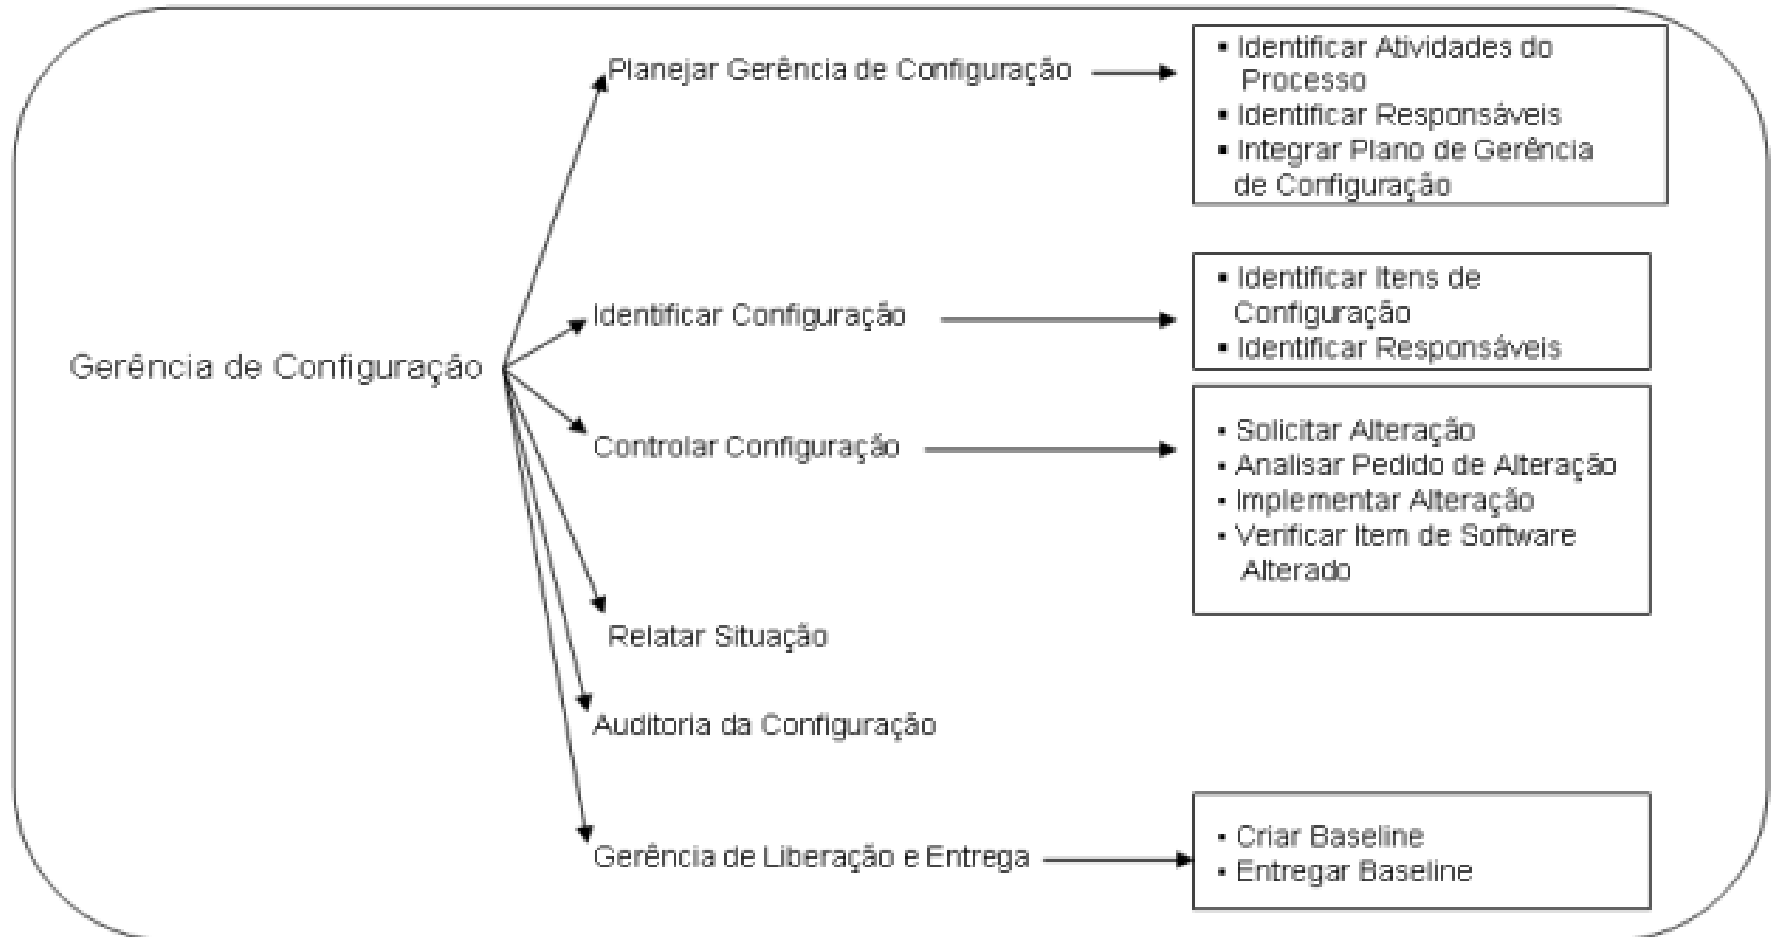 Planejar Gerência de Configuração
▪ Identificar Atividades do
Processo
▪ Identificar Responsáveis
▪ Integrar Plano de Gerência
de Configuração
Identificar Configuração
▪ Identificar Itens de
Configuração
▪ Identificar Responsáveis
Gerência de Configuração
Controlar Configuração
▪ Solicitar Alteração
▪ Analisar Pedido de Alteração
▪ Implementar Alteração
▪ Verificar Item de Software
Alterado
Relatar Situação
Auditoria da Configuração
Gerência de Liberação e Entrega
▪ Criar Baseline
▪ Entregar Baseline